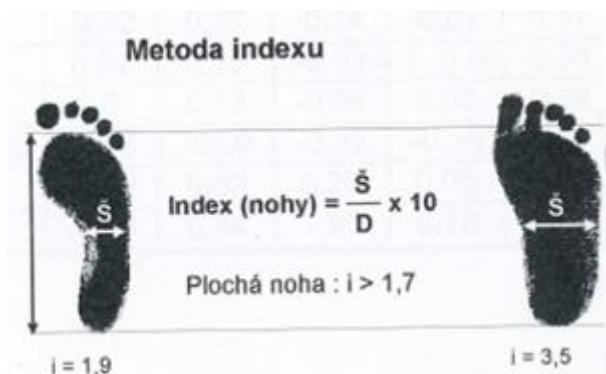 Metoda indexu
Š
Index (nohy) = Š/D x 10
Š
Plochá noha : i > 1,7
i = 1,9
i = 3,5